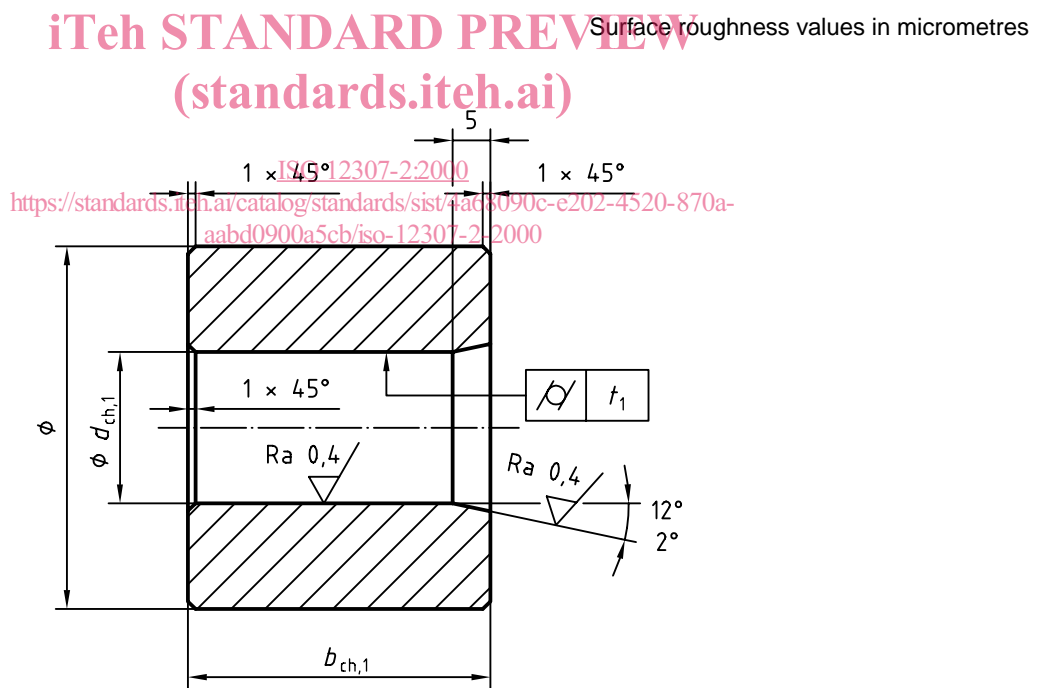 iTeh STANDARD PREVIEW
Surface roughness values in micrometres
(standards.iteh.ai)
5
1 × 45°
ISO 12307-2:2000
1 × 45°
https://standards.iteh.ai/catalog/standards/sist/4a68090c-e202-4520-870a-
aabd0900a5cb/iso-12307-2-2000
1 × 45°
t1
ϕ
ϕ dch,1
Ra 0,4
Ra 0,4
12°
2°
bch,1